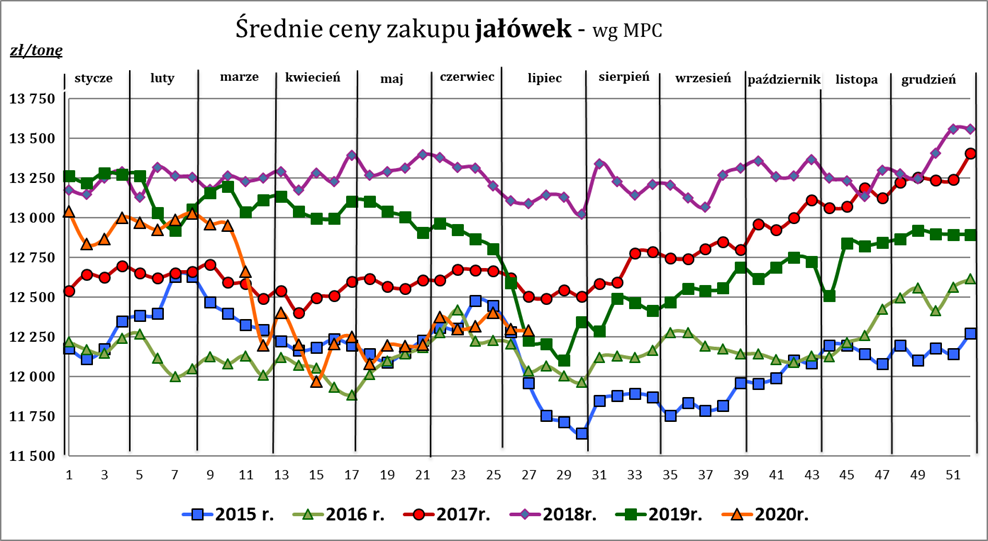 Średnie ceny zakupu jałówek - wg MPC
zł/tonę
stycze luty marze kwiecień maj czerwiec lipiec sierpień wrzesień październik listopa grudzień
13 750
13 500
13 250
13 000
12 750
12 500
12 250
12 000
11 750
11 500
1 3 5 7 9 11 13 15 17 19 21 23 25 27 29 31 33 35 37 39 41 43 45 47 49 51
2015 r. 2016 r. 2017r. 2018r. 2019r. 2020r.